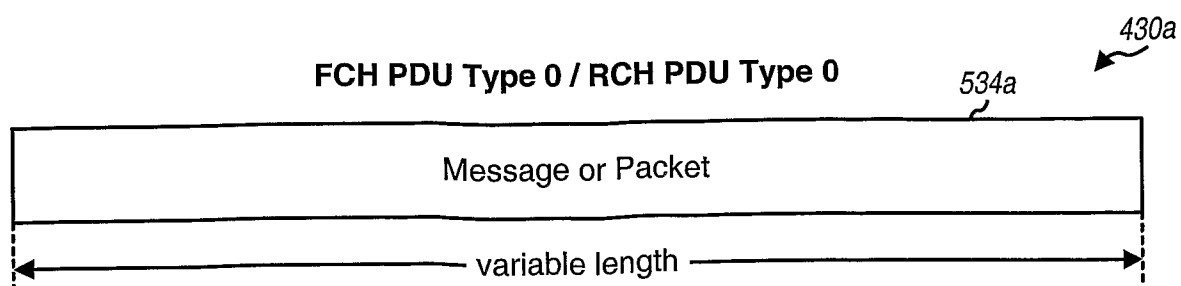 430a
FCH PDU Type 0 / RCH PDU Type 0
534a
Message or Packet
variable length